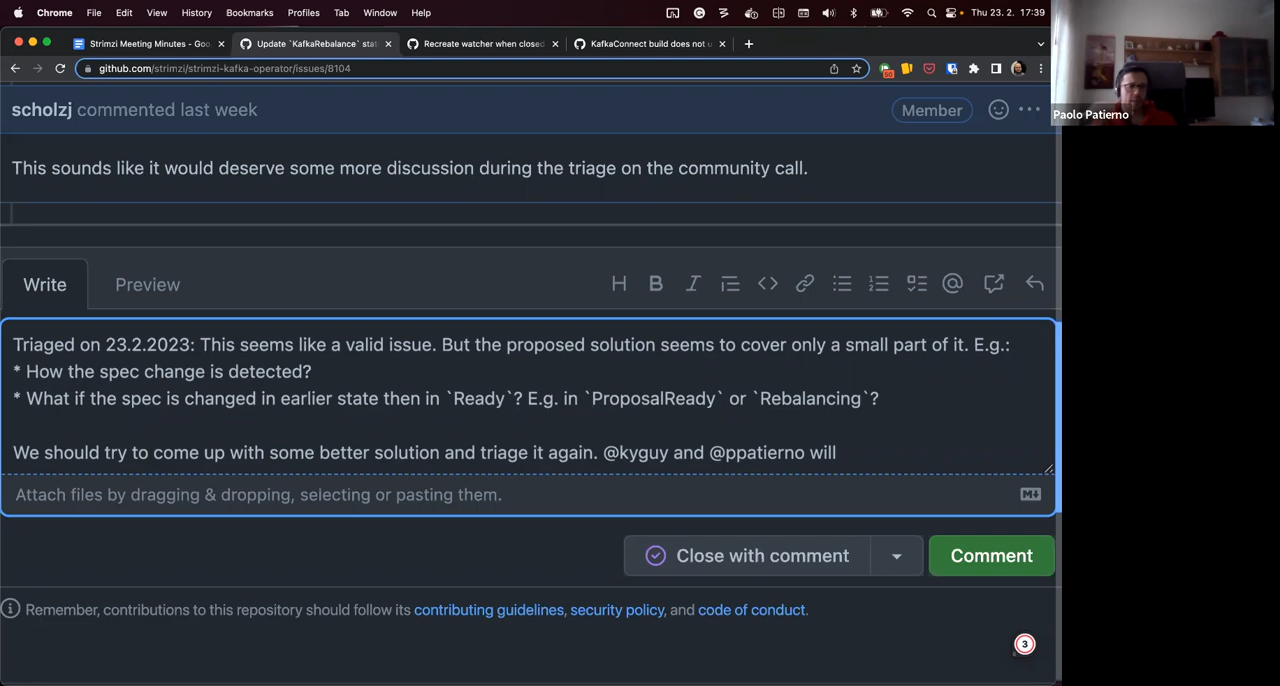 Chrome File Edit View History Bookmarks Profiles Tab Window Help Thu 23. 2. 17:39
Strimzi Meeting Minutes - Goo
Update `KafkaRebalance` stat
Recreate watcher when closed
KafkaConnect build does not u
github.com/strimzi/strimzi-kafka-operator/issues/8104
50
Paolo Patierno
scholzj commented last week
Member
This sounds like it would deserve some more discussion during the triage on the community call.
Write Preview
Triaged on 23.2.2023: This seems like a valid issue. But the proposed solution seems to cover only a small part of it. E.g.:
* How the spec change is detected?
* What if the spec is changed in earlier state then in `Ready`? E.g. in `ProposalReady` or `Rebalancing`?
We should try to come up with some better solution and triage it again. @kyguy and @ppatierno will
Attach files by dragging & dropping, selecting or pasting them.
Close with comment
Comment
Remember, contributions to this repository should follow its contributing guidelines, security policy, and code of conduct.
3